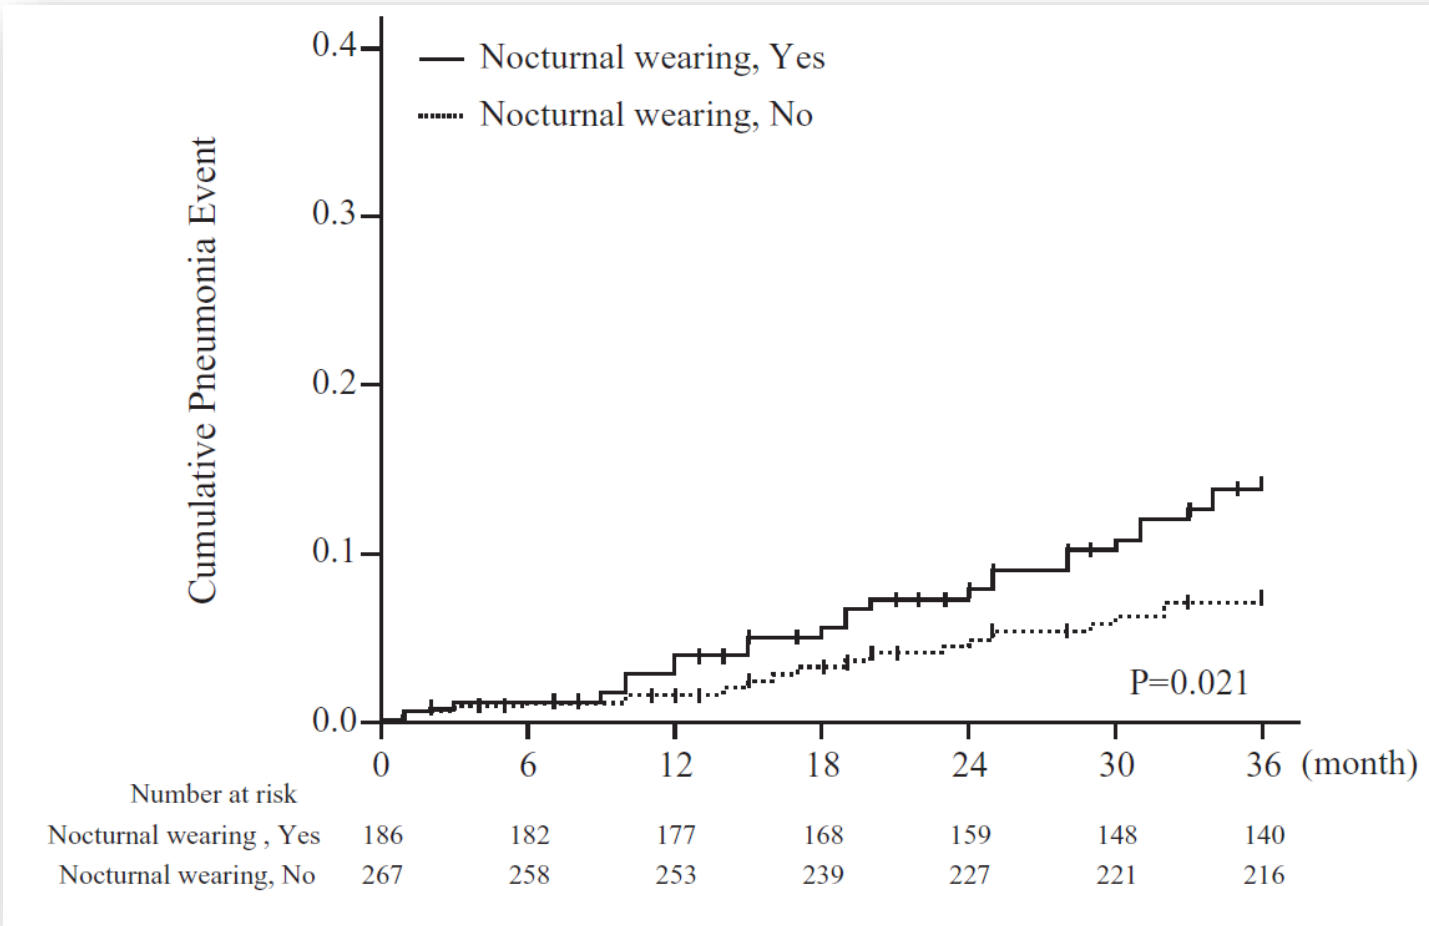 0.4
0.3
0.2
0.1
0.0
Cumulative Pneumonia Event
Nocturnal wearing, Yes
Nocturnal wearing, No
P=0.021
0 6 12 18 24 30 36 (month)
Number at risk
Nocturnal wearing , Yes 186 182 177 168 159 148 140
Nocturnal wearing, No 267 258 253 239 227 221 216